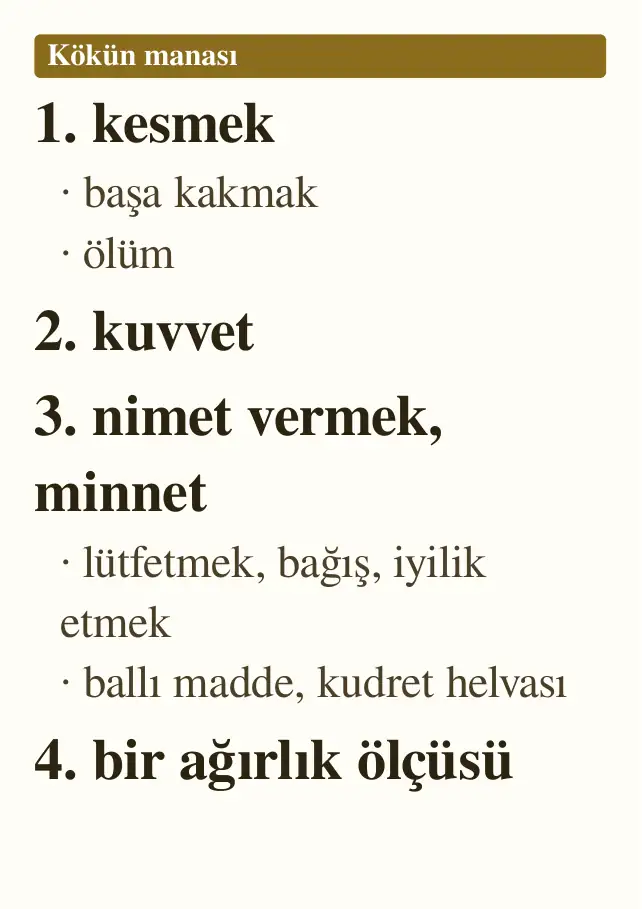 Kökün manası
1. kesmek
· başa kakmak
· ölüm
2. kuvvet
3. nimet vermek,
minnet
· lütfetmek, bağış, iyilik
etmek
· ballı madde, kudret helvası
4. bir ağırlık ölçüsü